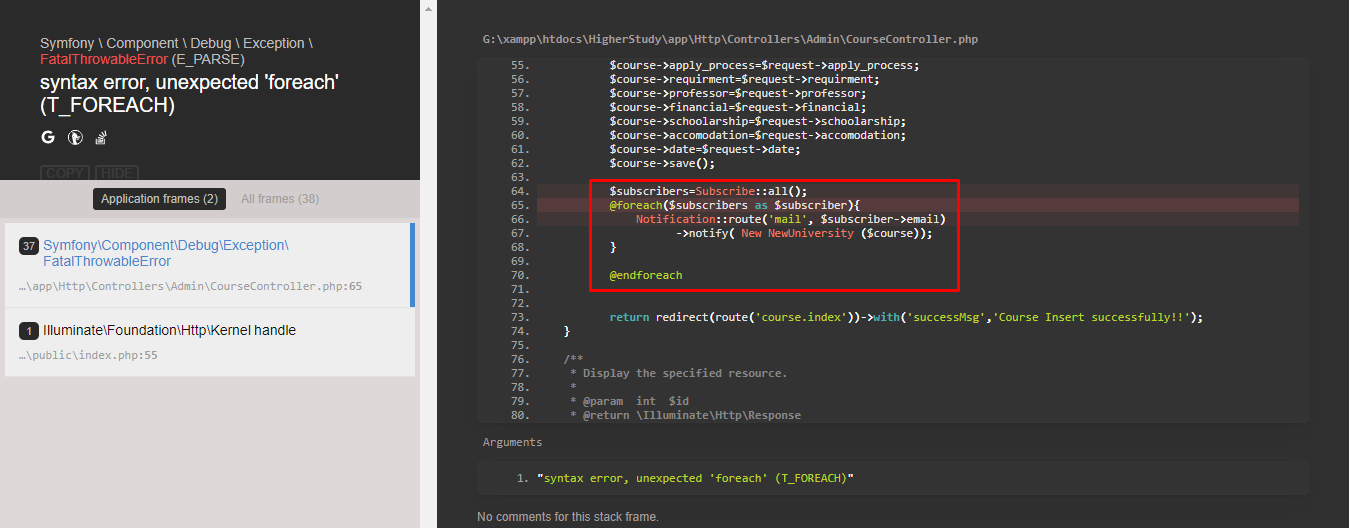 Symfony \ Component \ Debug \ Exception \
FatalThrowableError (E_PARSE)
syntax error, unexpected 'foreach'
(T_FOREACH)
COPY HIDE
Application frames (2) All frames (38)
37 Symfony\Component\Debug\Exception\
FatalThrowableError
…\app\Http\Controllers\Admin\CourseController.php:65
1 Illuminate\Foundation\Http\Kernel handle
…\public\index.php:55
G:\xampp\htdocs\HigherStudy\app\Http\Controllers\Admin\CourseController.php
55. $course->apply_process=$request->apply_process;
56. $course->requirment=$request->requirment;
57. $course->professor=$request->professor;
58. $course->financial=$request->financial;
59. $course->schoolarship=$request->schoolarship;
60. $course->accomodation=$request->accomodation;
61. $course->date=$request->date;
62. $course->save();
63.
64. $subscribers=Subscribe::all();
65. @foreach($subscribers as $subscriber){
66. Notification::route('mail', $subscriber->email)
67. ->notify( New NewUniversity ($course));
68. }
69.
70. @endforeach
71.
72.
73. return redirect(route('course.index'))->with('successMsg','Course Insert successfully!!');
74. }
75.
76. /**
77. * Display the specified resource.
78. *
79. * @param  int  $id
80. * @return \Illuminate\Http\Response
Arguments
1. "syntax error, unexpected 'foreach' (T_FOREACH)"
No comments for this stack frame.